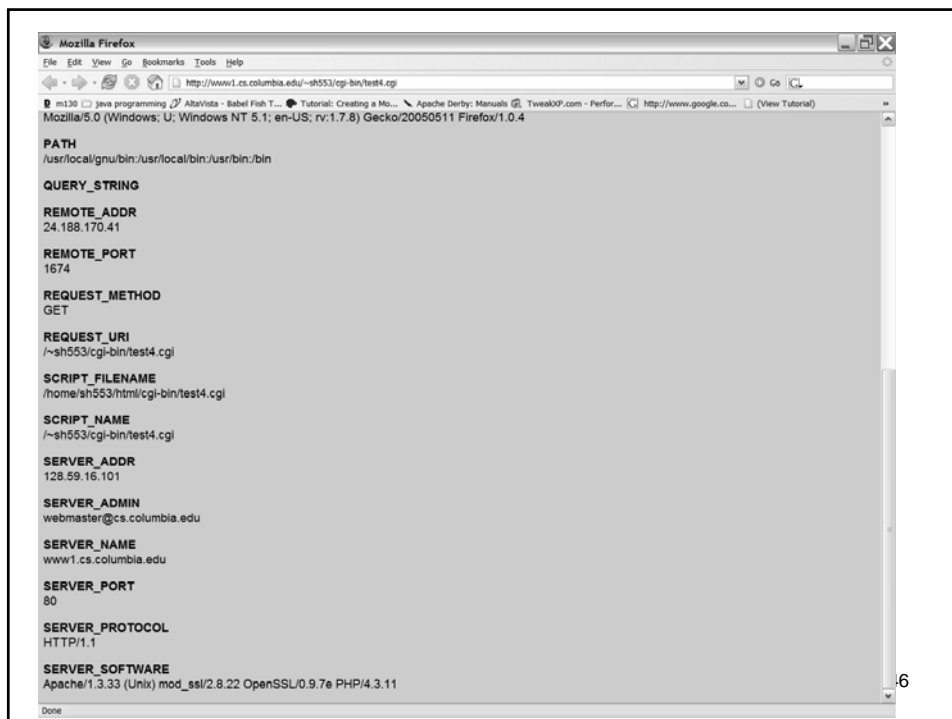 Mozilla Firefox
File Edit View Go Bookmarks Tools Help
http://www1.cs.columbia.edu/~sh553/cgi-bin/test4.cgi Go
m130 java programming AltaVista - Babel Fish T... Tutorial: Creating a Mo... Apache Derby: Manuals TweakXP.com - Perfor... http://www.google.co... (View Tutorial) »
Mozilla/5.0 (Windows; U; Windows NT 5.1; en-US; rv:1.7.8) Gecko/20050511 Firefox/1.0.4
PATH
/usr/local/gnu/bin:/usr/local/bin:/usr/bin:/bin
QUERY_STRING
REMOTE_ADDR
24.188.170.41
REMOTE_PORT
1674
REQUEST_METHOD
GET
REQUEST_URI
/~sh553/cgi-bin/test4.cgi
SCRIPT_FILENAME
/home/sh553/html/cgi-bin/test4.cgi
SCRIPT_NAME
/~sh553/cgi-bin/test4.cgi
SERVER_ADDR
128.59.16.101
SERVER_ADMIN
webmaster@cs.columbia.edu
SERVER_NAME
www1.cs.columbia.edu
SERVER_PORT
80
SERVER_PROTOCOL
HTTP/1.1
SERVER_SOFTWARE
Apache/1.3.33 (Unix) mod_ssl/2.8.22 OpenSSL/0.9.7e PHP/4.3.11
Done